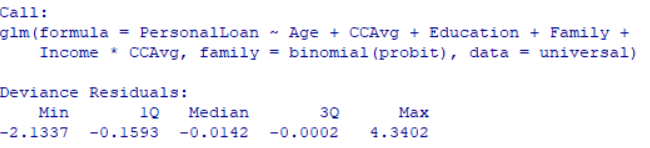 Call:
glm(formula = PersonalLoan ~ Age + CCAvg + Education + Family +
Income * CCAvg, family = binomial(probit), data = universal)
Deviance Residuals:
Min 1Q Median 3Q Max
-2.1337 -0.1593 -0.0142 -0.0002 4.3402